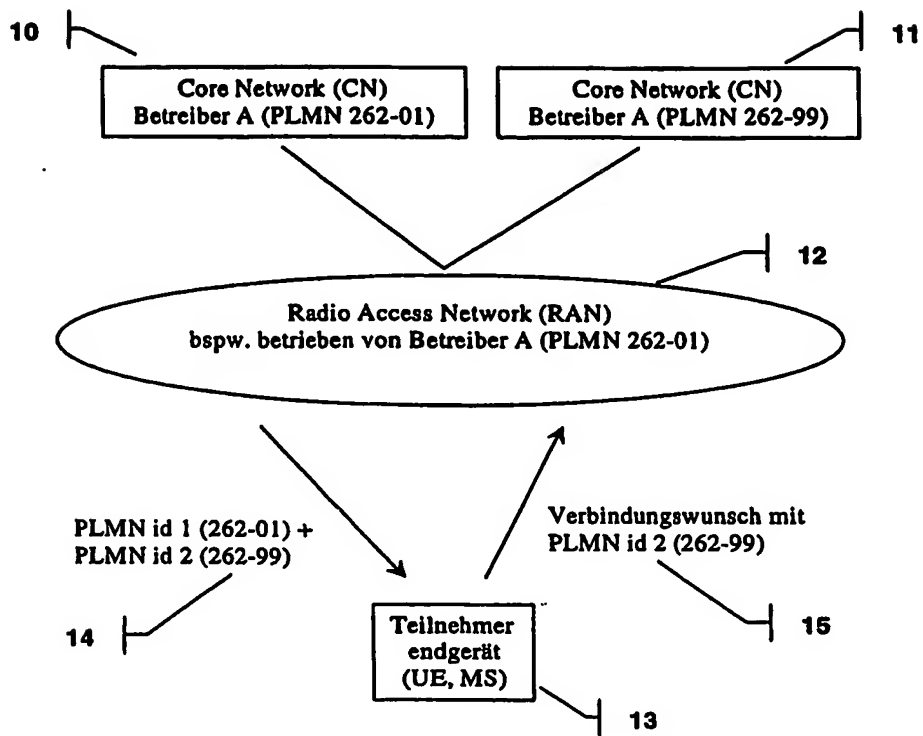 10
11
Core Network (CN)
Betreiber A (PLMN 262-01)
Core Network (CN)
Betreiber A (PLMN 262-99)
12
Radio Access Network (RAN)
bspw. betrieben von Betreiber A (PLMN 262-01)
PLMN id 1 (262-01) +
PLMN id 2 (262-99)
Verbindungswunsch mit
PLMN id 2 (262-99)
14
15
Teilnehmer
endgerät
(UE, MS)
13